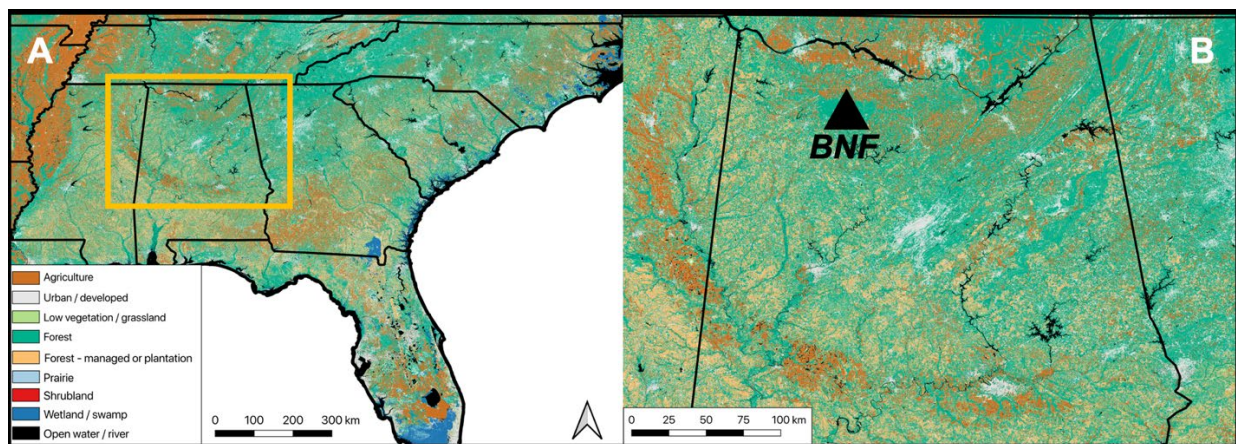 A
B
BNF
Agriculture
Urban / developed
Low vegetation / grassland
Forest
Forest - managed or plantation
Prairie
Shrubland
Wetland / swamp
Open water / river
0 100 200 300 km
0 25 50 75 100 km